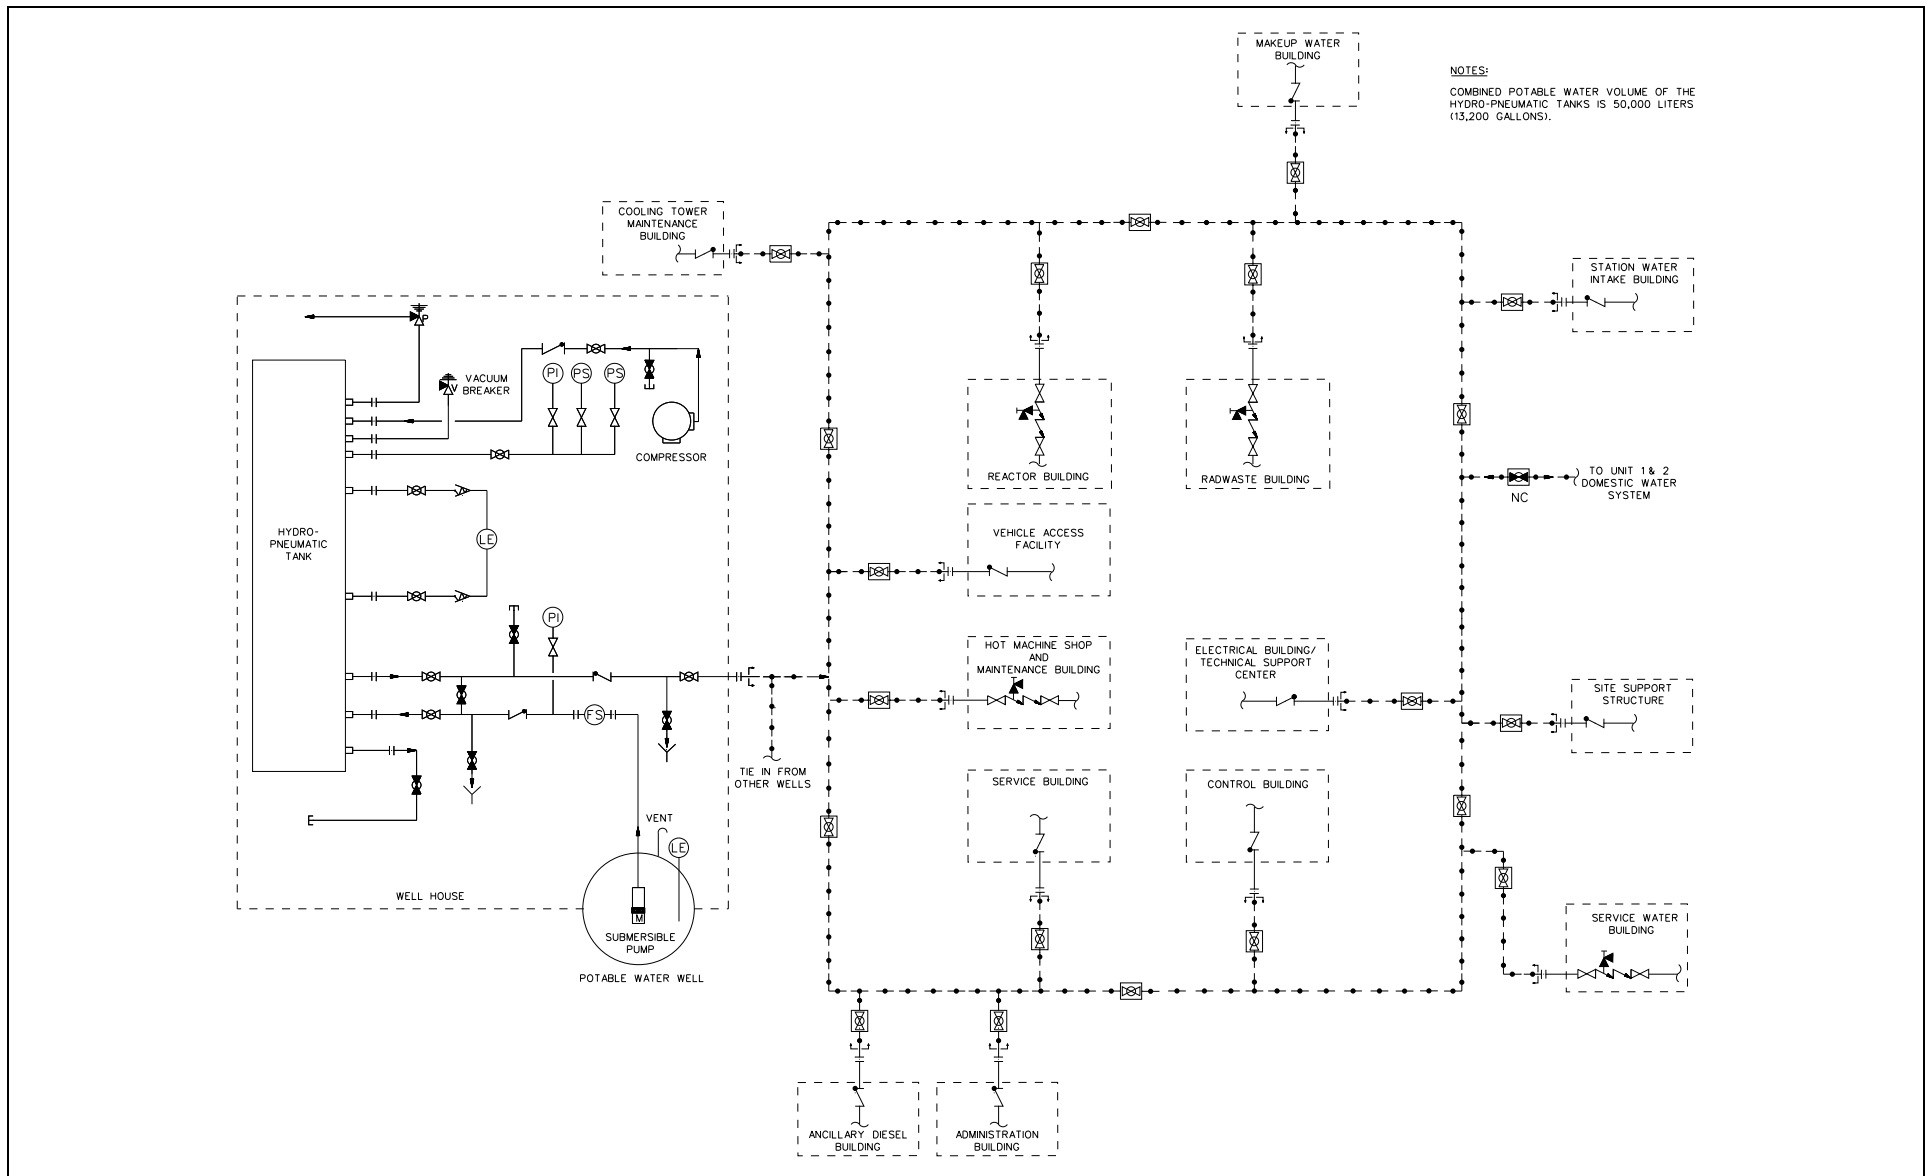 MAKEUP WATER
BUILDING
NOTES:
COMBINED POTABLE WATER VOLUME OF THE
HYDRO-PNEUMATIC TANKS IS 50,000 LITERS
(13,200 GALLONS).
COOLING TOWER
MAINTENANCE
BUILDING
STATION WATER
INTAKE BUILDING
P
VACUUM
BREAKER
V
PI
PS
PS
COMPRESSOR
REACTOR BUILDING
RADWASTE BUILDING
TO UNIT 1 & 2
DOMESTIC WATER
SYSTEM
NC
HYDRO-
PNEUMATIC
TANK
LE
VEHICLE ACCESS
FACILITY
PI
HOT MACHINE SHOP
AND
MAINTENANCE BUILDING
ELECTRICAL BUILDING/
TECHNICAL SUPPORT
CENTER
SITE SUPPORT
STRUCTURE
FS
TIE IN FROM
OTHER WELLS
SERVICE BUILDING
CONTROL BUILDING
VENT
LE
WELL HOUSE
M
SUBMERSIBLE
PUMP
POTABLE WATER WELL
SERVICE WATER
BUILDING
ANCILLARY DIESEL
BUILDING
ADMINISTRATION
BUILDING